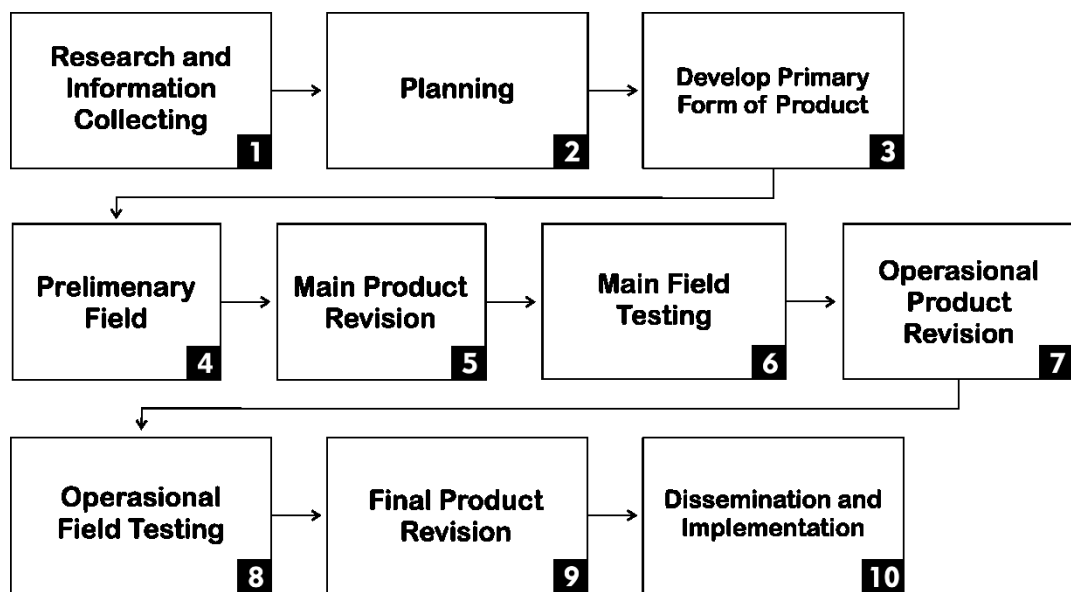 Research and
Information
Collecting
1
Planning
2
Develop Primary
Form of Product
3
Prelimenary
Field
4
Main Product
Revision
5
Main Field
Testing
6
Operasional
Product
Revision
7
Operasional
Field Testing
8
Final Product
Revision
9
Dissemination and
Implementation
10